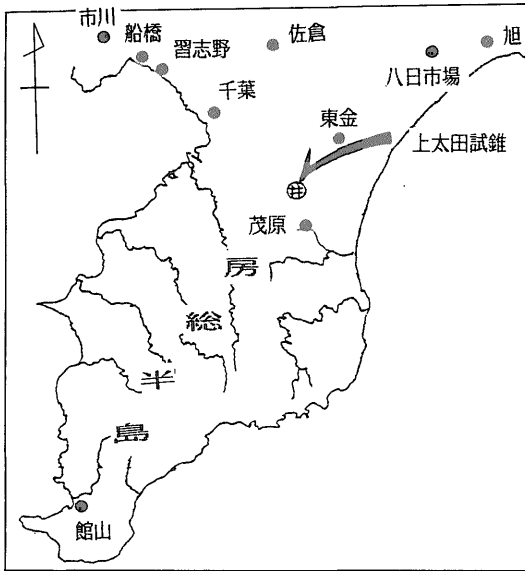 市川
船橋
習志野
佐倉
旭
八日市場
千葉
東金
上太田試錐
井
茂原
房
総
半
島
館山